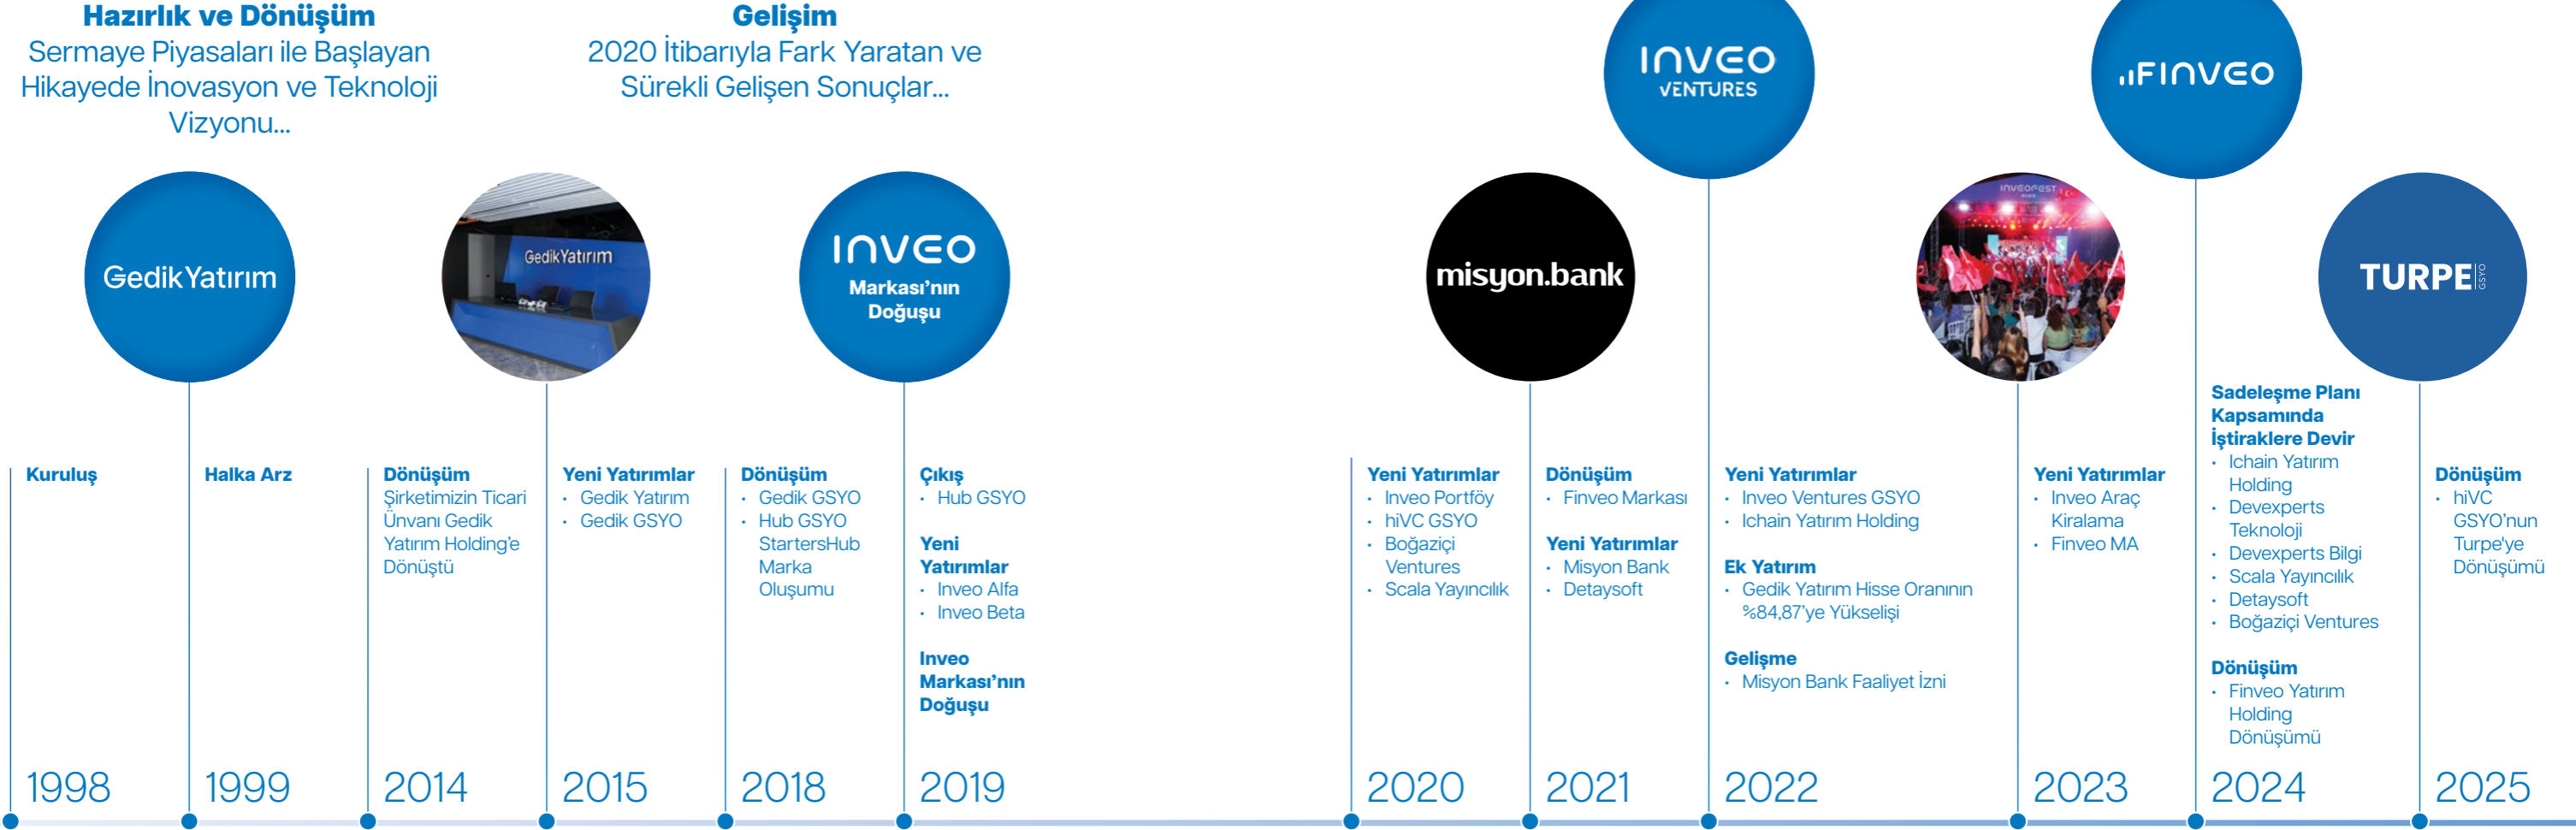 Hazırlık ve Dönüşüm
Sermaye Piyasaları ile Başlayan
Hikayede İnovasyon ve Teknoloji
Vizyonu...
Gelişim
2020 İtibarıyla Fark Yaratan ve
Sürekli Gelişen Sonuçlar...
GedikYatırım
GedikYatırım
INVEO
Markası’nın
Doğuşu
misyon.bank
INVEO
VENTURES
INVEOFEST
FINVEO
TURPE
GSYO
Kuruluş
1998
Halka Arz
1999
Dönüşüm
Şirketimizin Ticari
Ünvanı Gedik
Yatırım Holding’e
Dönüştü
2014
Yeni Yatırımlar
• Gedik Yatırım
• Gedik GSYO
2015
Dönüşüm
• Gedik GSYO
• Hub GSYO
StartersHub
Marka
Oluşumu
2018
Çıkış
• Hub GSYO
Yeni
Yatırımlar
• Inveo Alfa
• Inveo Beta
Inveo
Markası’nın
Doğuşu
2019
Yeni Yatırımlar
• Inveo Portföy
• hiVC GSYO
• Boğaziçi
Ventures
• Scala Yayıncılık
2020
Dönüşüm
• Finveo Markası
Yeni Yatırımlar
• Misyon Bank
• Detaysoft
2021
Yeni Yatırımlar
• Inveo Ventures GSYO
• Ichain Yatırım Holding
Ek Yatırım
• Gedik Yatırım Hisse Oranının
%84,87’ye Yükselişi
Gelişme
• Misyon Bank Faaliyet İzni
2022
Yeni Yatırımlar
• Inveo Araç
Kiralama
• Finveo MA
2023
Sadeleşme Planı
Kapsamında
İştiraklere Devir
• Ichain Yatırım
Holding
• Devexperts
Teknoloji
• Devexperts Bilgi
• Scala Yayıncılık
• Detaysoft
• Boğaziçi Ventures
Dönüşüm
• Finveo Yatırım
Holding
Dönüşümü
2024
Dönüşüm
• hiVC
GSYO’nun
Turpe'ye
Dönüşümü
2025